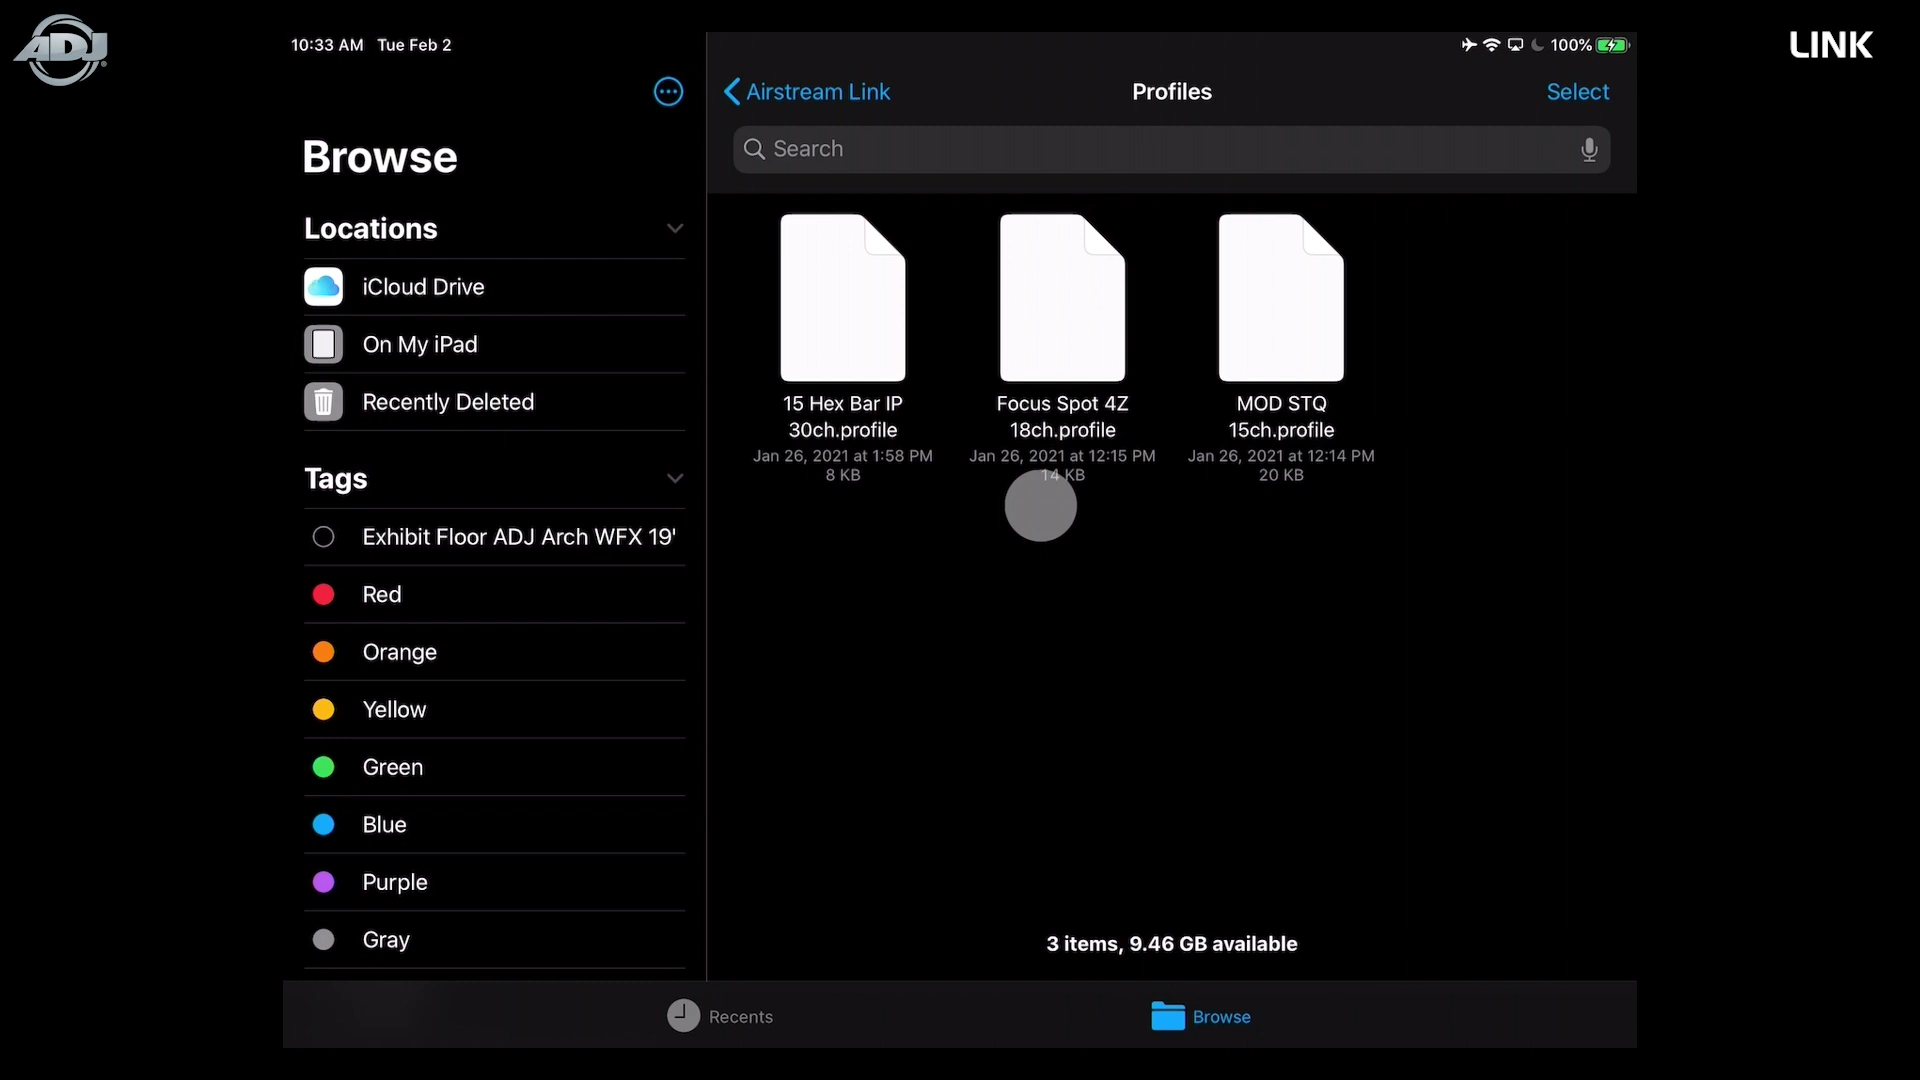 ADJ
LINK
10:33 AM Tue Feb 2
100%
Airstream Link
Profiles
Select
Search
Browse
Locations
iCloud Drive
On My iPad
Recently Deleted
Tags
Exhibit Floor ADJ Arch WFX 19'
Red
Orange
Yellow
Green
Blue
Purple
Gray
15 Hex Bar IP
30ch.profile
Jan 26, 2021 at 1:58 PM
8 KB
Focus Spot 4Z
18ch.profile
Jan 26, 2021 at 12:15 PM
14 KB
MOD STQ
15ch.profile
Jan 26, 2021 at 12:14 PM
20 KB
3 items, 9.46 GB available
Recents
Browse